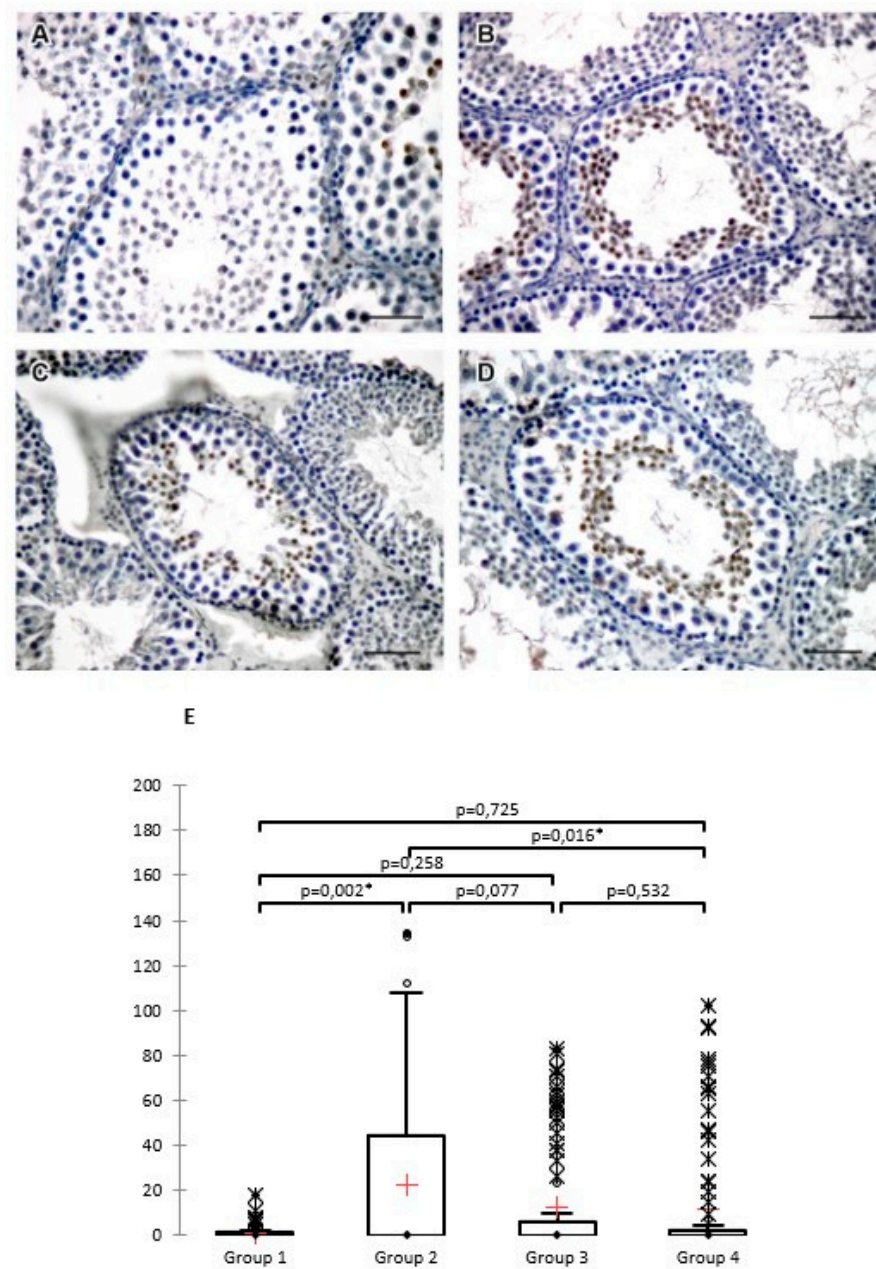 A
B
C
D
E
200
180
160
140
120
100
80
60
40
20
0
p=0,725
p=0,016*
p=0,258
p=0,002*
p=0,077
p=0,532
Group 1
Group 2
Group 3
Group 4